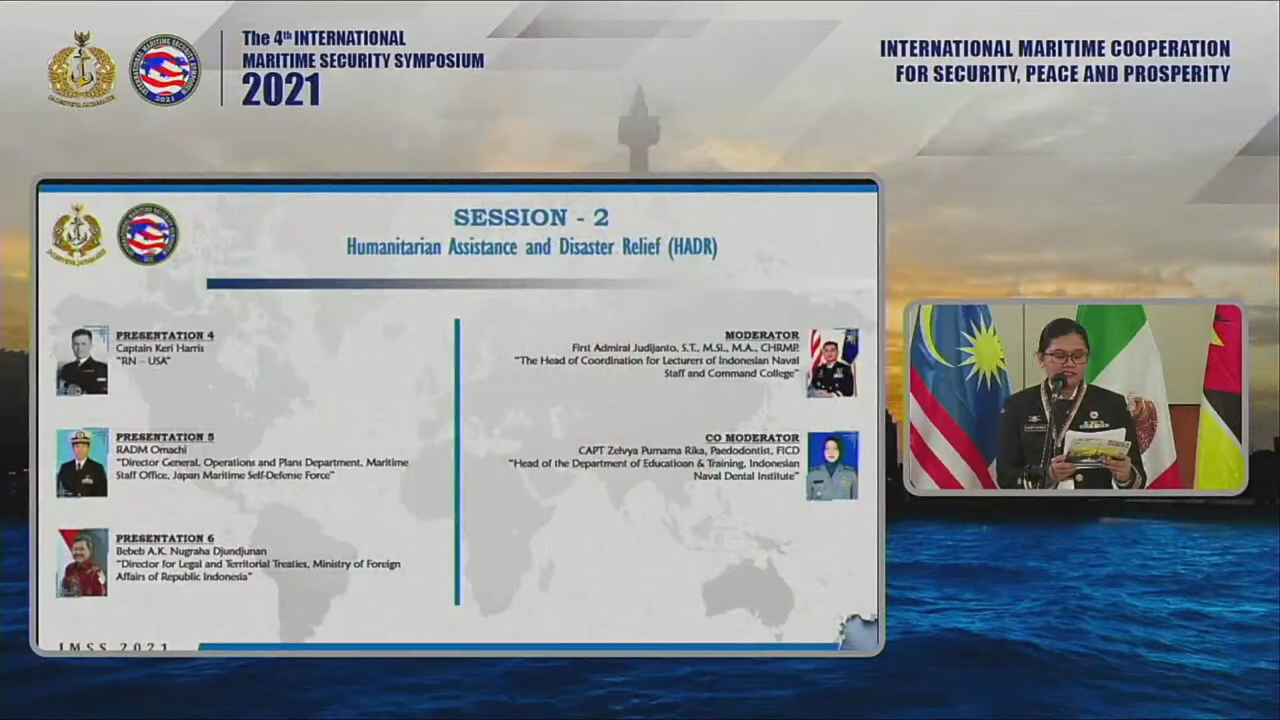 The 4th INTERNATIONAL
MARITIME SECURITY SYMPOSIUM
2021
INTERNATIONAL MARITIME COOPERATION
FOR SECURITY, PEACE AND PROSPERITY
SESSION - 2
Humanitarian Assistance and Disaster Relief (HADR)
PRESENTATION 4
Captain Keri Harris
"RN - USA"
PRESENTATION 5
RADM Omachi
"Director General, Operations and Plans Department, Maritime
Staff Office, Japan Maritime Self-Defense Force"
PRESENTATION 6
Bebeb A.K. Nugraha Djundjunan
"Director for Legal and Territorial Treaties, Ministry of Foreign
Affairs of Republic Indonesia"
MODERATOR
First Admiral Judijanto, S.T., M.Si., M.A., CHRMP.
"The Head of Coordination for Lecturers of Indonesian Naval
Staff and Command College"
CO MODERATOR
CAPT Zelvya Purnama Rika, Paedodontist, FICD
"Head of the Department of Educatioan & Training, Indonesian
Naval Dental Institute"
IMSS 2021